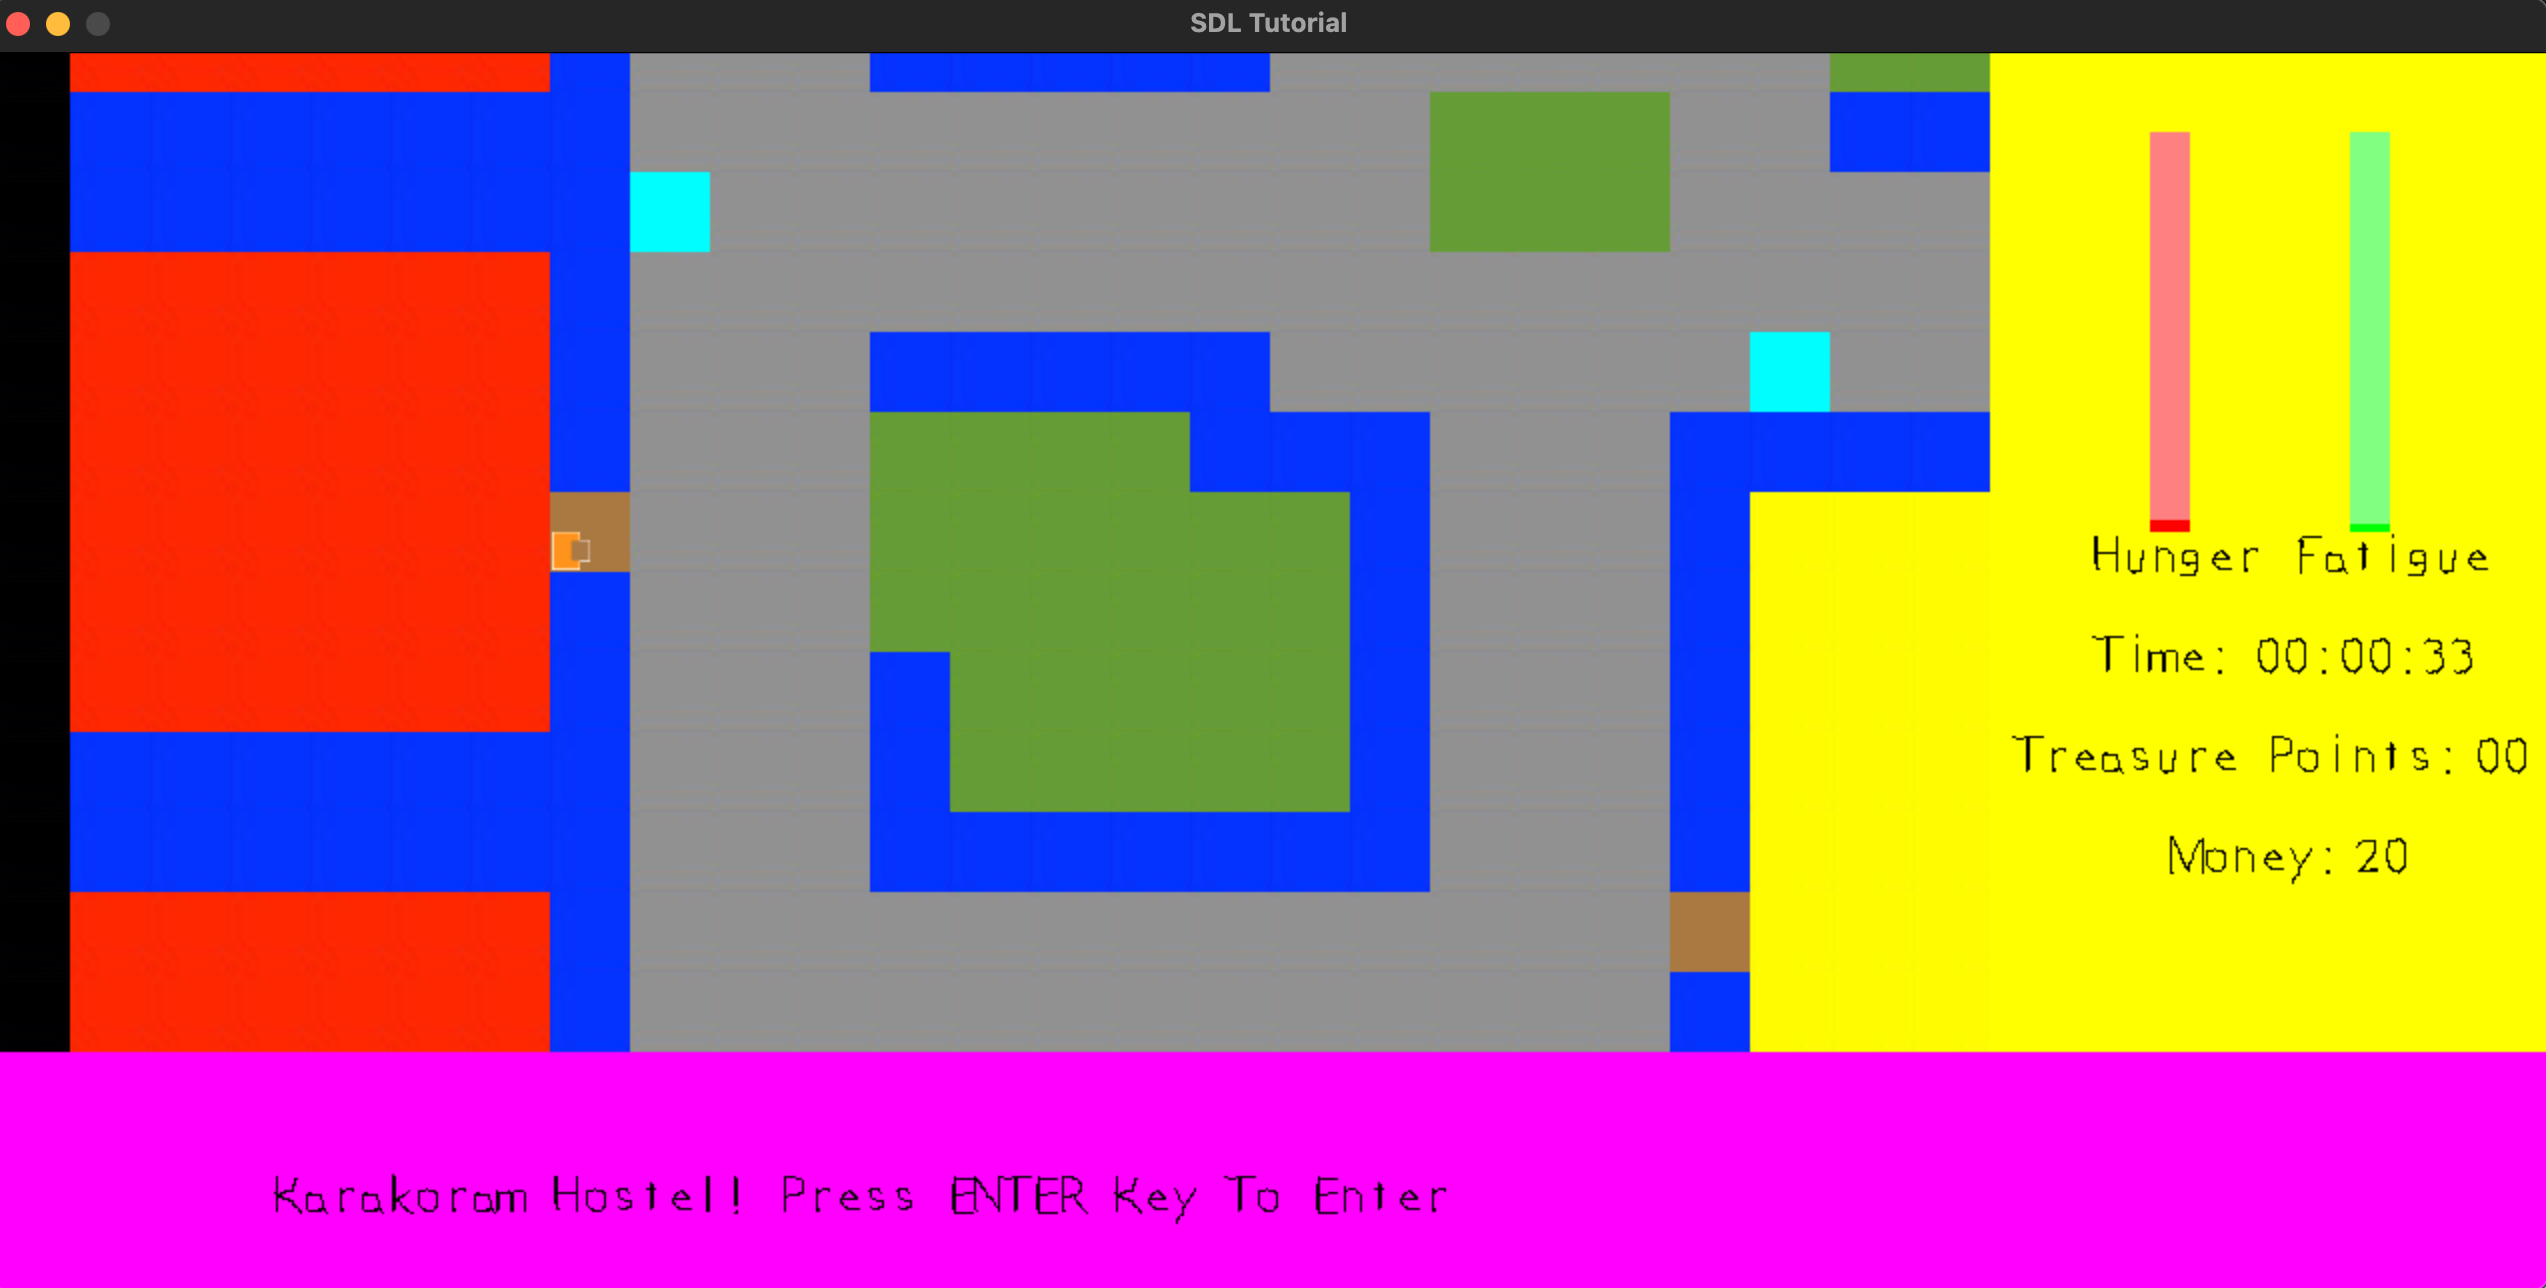 SDL Tutorial
Hunger Fatigue
Time: 00:00:33
Treasure Points: 00
Money: 20
Karakoram Hostel! Press ENTER Key To Enter